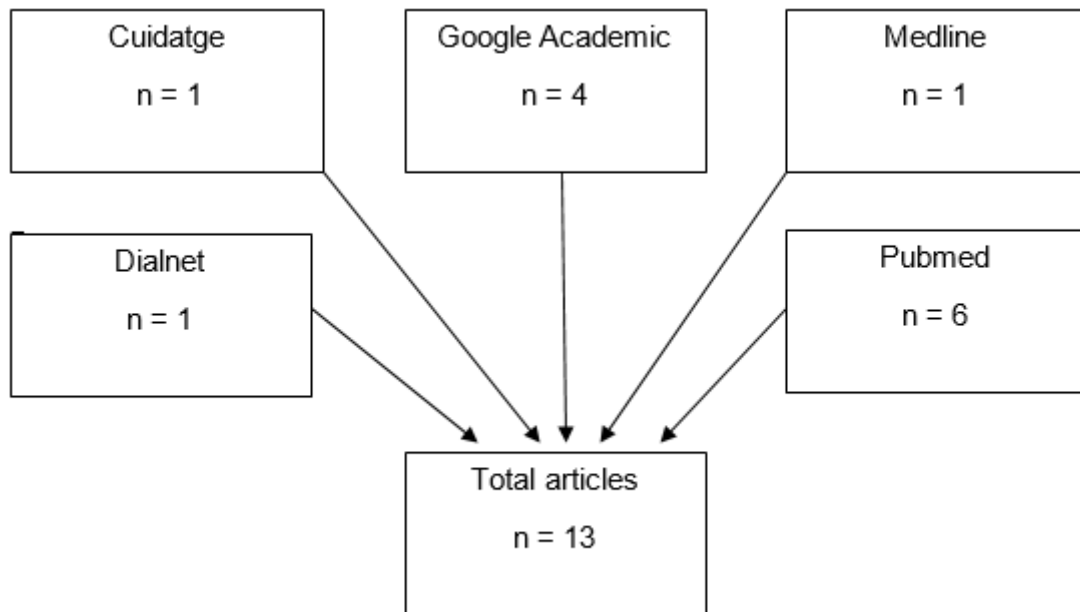 Cuidatge
n = 1
Google Academic
n = 4
Medline
n = 1
Dialnet
n = 1
Pubmed
n = 6
Total articles
n = 13